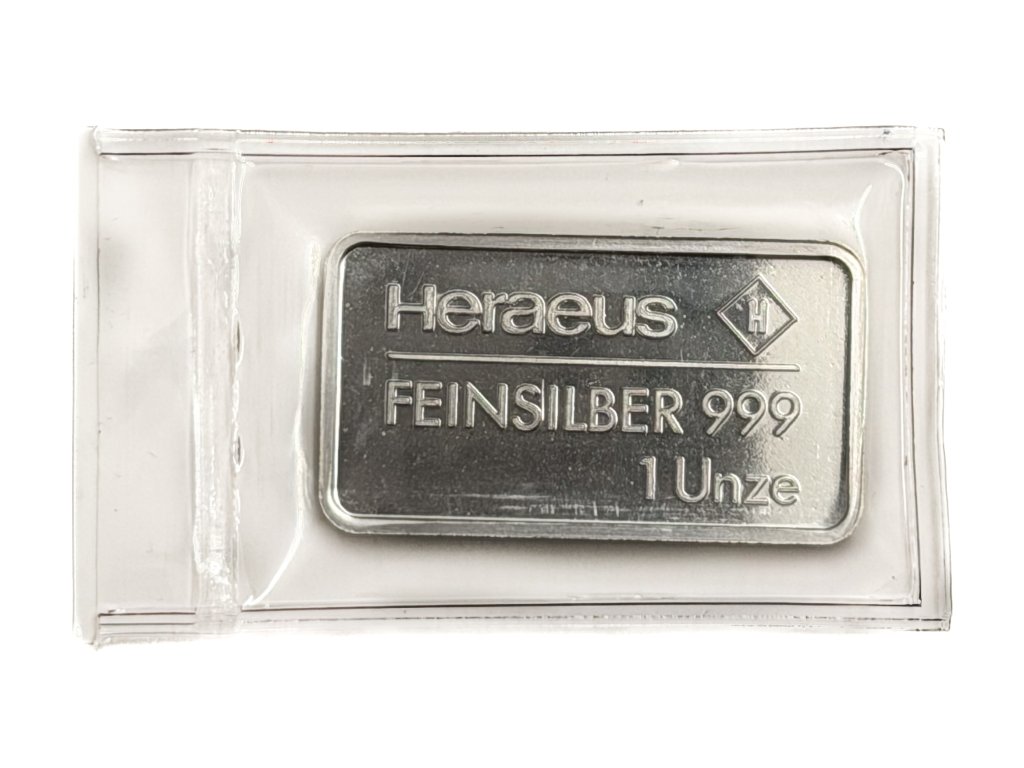 Heraeus H
FEINSILBER 999
1 Unze